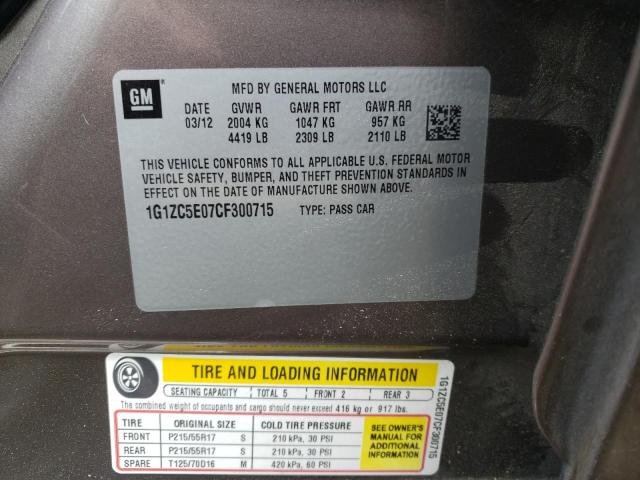 GM
MFD BY GENERAL MOTORS LLC
DATE GVWR GAWR FRT GAWR RR
03/12 2004 KG 1047 KG 957 KG
4419 LB 2309 LB 2110 LB
THIS VEHICLE CONFORMS TO ALL APPLICABLE U.S. FEDERAL MOTOR
VEHICLE SAFETY, BUMPER, AND THEFT PREVENTION STANDARDS IN
EFFECT ON THE DATE OF MANUFACTURE SHOWN ABOVE.
1G1ZC5E07CF300715 TYPE: PASS CAR
TIRE AND LOADING INFORMATION
SEATING CAPACITY TOTAL 5 FRONT 2 REAR 3
The combined weight of occupants and cargo should never exceed 416 kg or 917 lbs.
TIRE ORIGINAL SIZE COLD TIRE PRESSURE
FRONT P215/55R17 S 210 kPa, 30 PSI
REAR P215/55R17 S 210 kPa, 30 PSI
SPARE T125/70D16 M 420 kPa, 60 PSI
SEE OWNER'S
MANUAL FOR
ADDITIONAL
INFORMATION
1G1ZC5E07CF300715